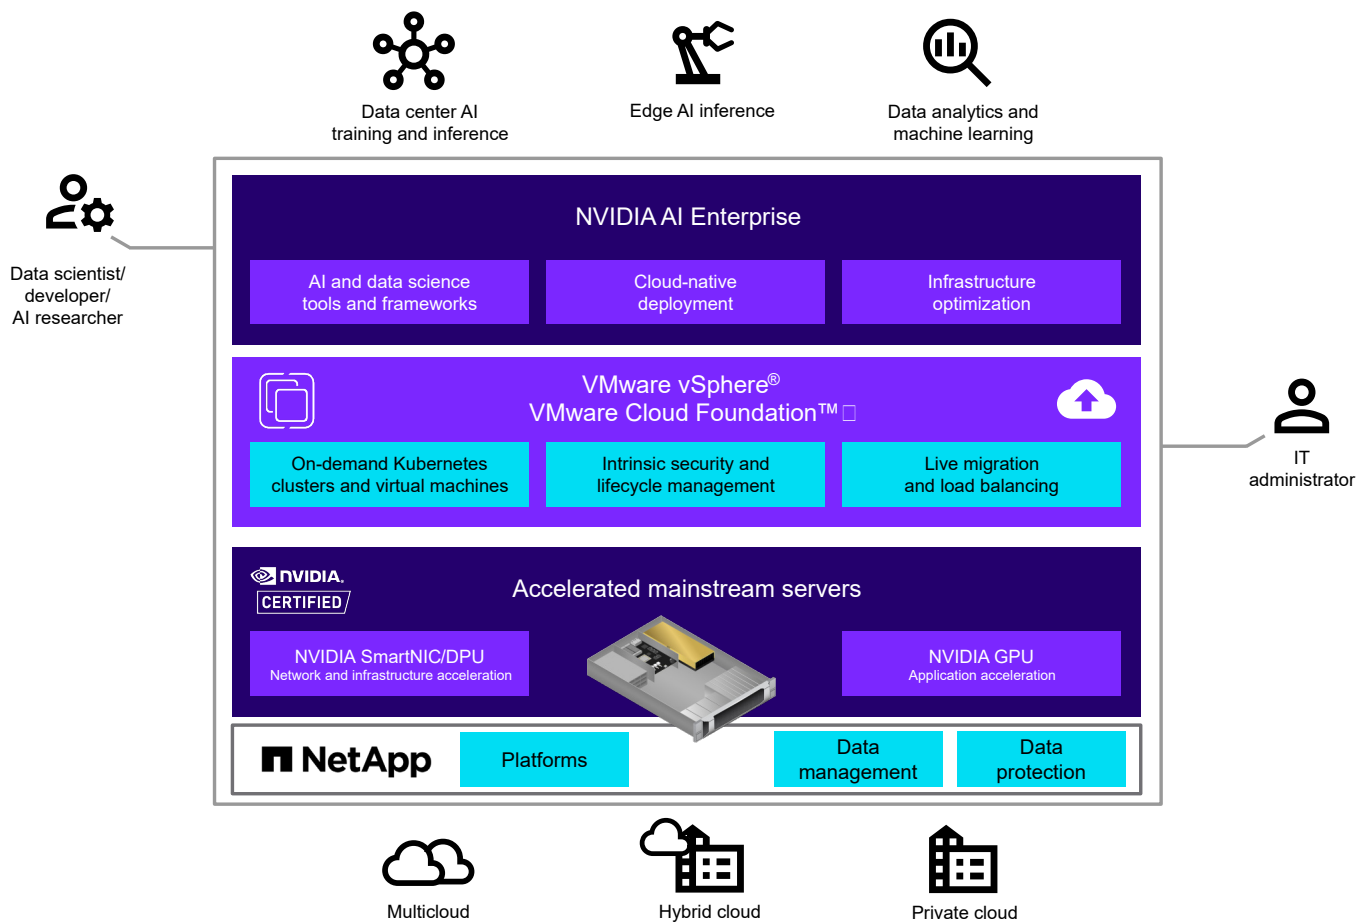 Data center AI
training and inference
Edge AI inference
Data analytics and
machine learning
Data scientist/
developer/
AI researcher
NVIDIA AI Enterprise
AI and data science
tools and frameworks
Cloud-native
deployment
Infrastructure
optimization
VMware vSphere®
VMware Cloud Foundation™
On-demand Kubernetes
clusters and virtual machines
Intrinsic security and
lifecycle management
Live migration
and load balancing
IT
administrator
NVIDIA.
CERTIFIED
Accelerated mainstream servers
NVIDIA SmartNIC/DPU
Network and infrastructure acceleration
NVIDIA GPU
Application acceleration
NetApp
Platforms
Data
management
Data
protection
Multicloud
Hybrid cloud
Private cloud